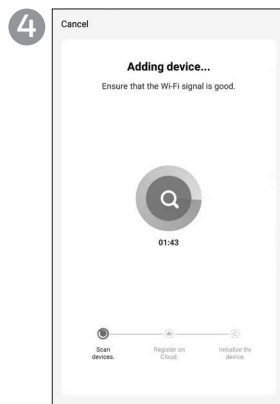 4
Cancel
Adding device...
Ensure that the Wi-Fi signal is good.
01:43
Scan
devices.
Register on
Cloud.
Initialize the
device.